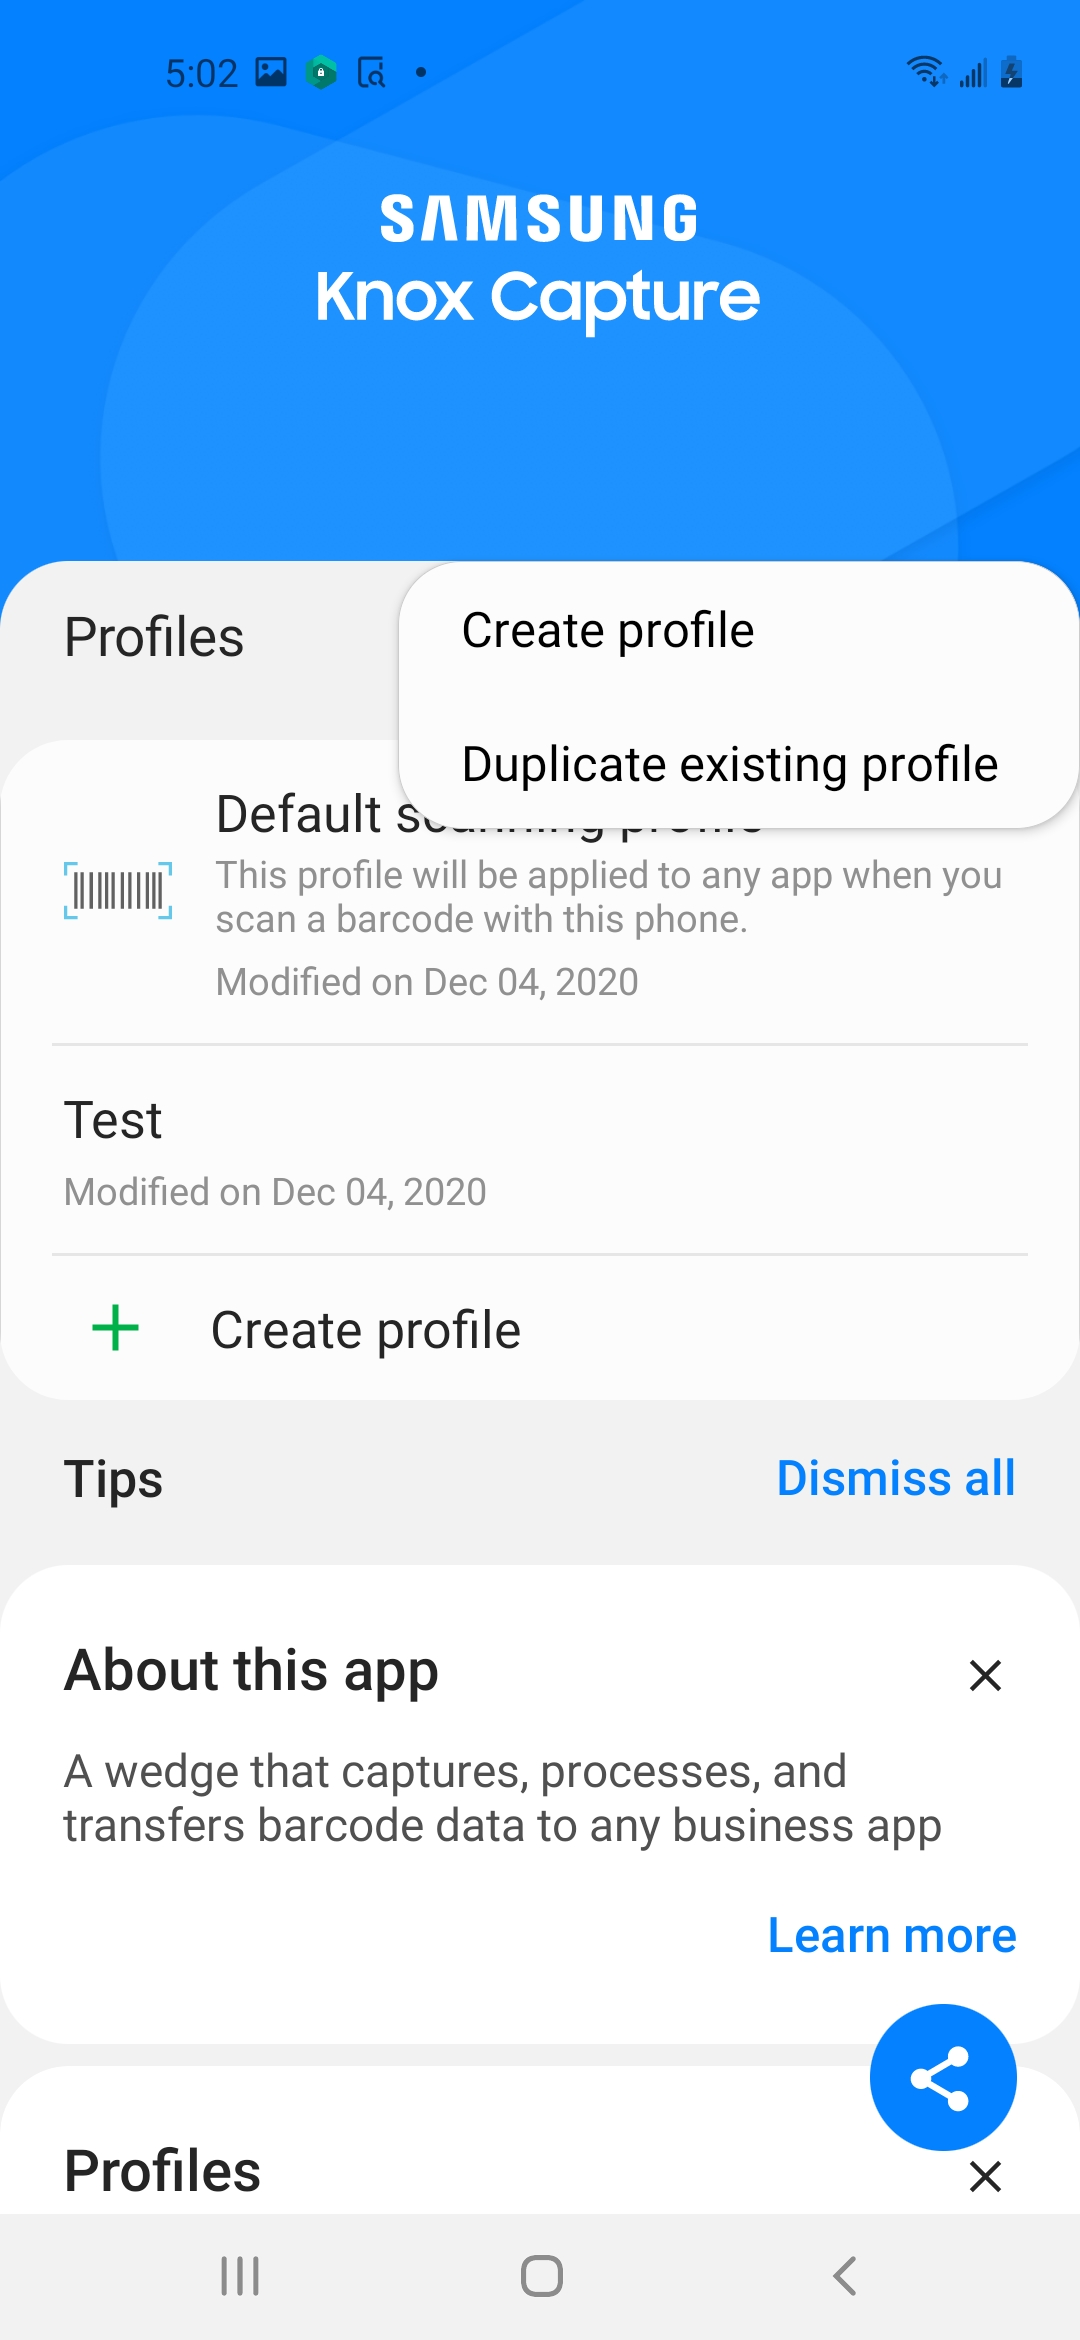 5:02
SAMSUNG
Knox Capture
Profiles
Create profile
Duplicate existing profile
Default
This profile will be applied to any app when you
scan a barcode with this phone.
Modified on Dec 04, 2020
Test
Modified on Dec 04, 2020
Create profile
Tips
Dismiss all
About this app
A wedge that captures, processes, and
transfers barcode data to any business app
Learn more
Profiles